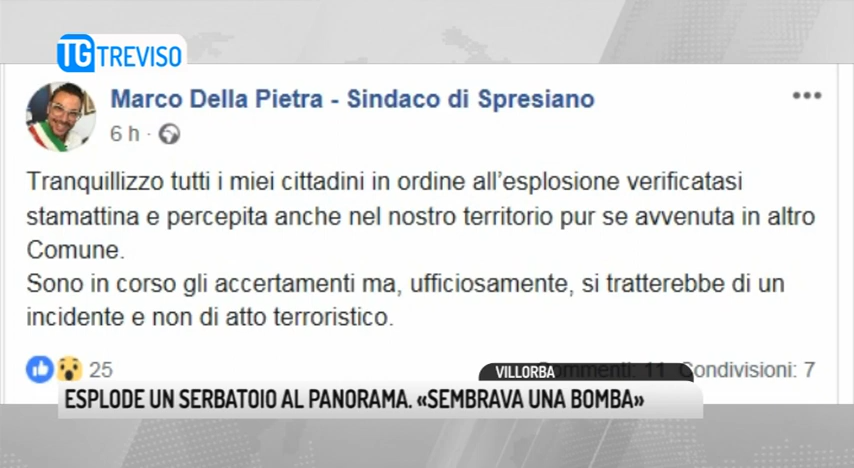 TG TREVISO
Marco Della Pietra - Sindaco di Spresiano
6 h ·
Tranquillizzo tutti i miei cittadini in ordine all'esplosione verificatasi
stamattina e percepita anche nel nostro territorio pur se avvenuta in altro
Comune.
Sono in corso gli accertamenti ma, ufficiosamente, si tratterebbe di un
incidente e non di atto terroristico.
25 Commenti: 11 Condivisioni: 7
VILLORBA
ESPLODE UN SERBATOIO AL PANORAMA. «SEMBRAVA UNA BOMBA»